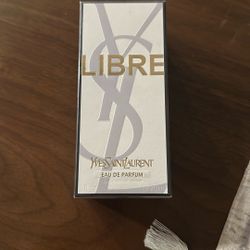 LIBRE
YVESSAINTLAURENT
EAU DE PARFUM